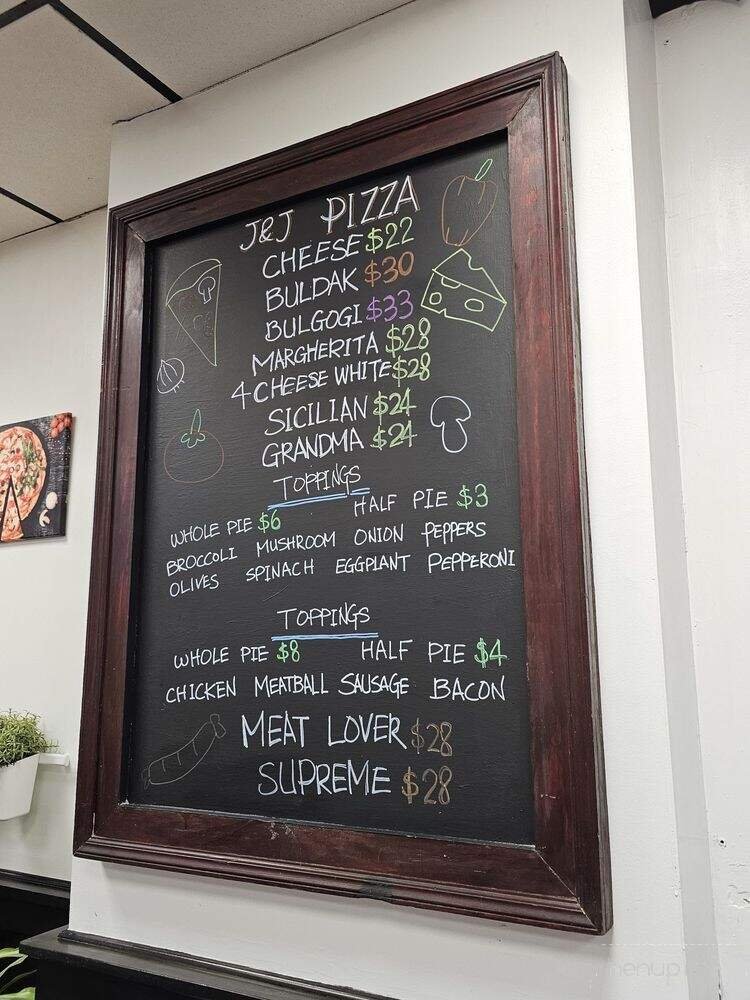 J&J PIZZA
CHEESE $22
BULDAK $30
BULGOGI $33
MARGHERITA $28
4 CHEESE WHITE $28
SICILIAN $24
GRANDMA $24
TOPPINGS
WHOLE PIE $6 HALF PIE $3
BROCCOLI MUSHROOM ONION PEPPERS
OLIVES SPINACH EGGPLANT PEPPERONI
TOPPINGS
WHOLE PIE $8 HALF PIE $4
CHICKEN MEATBALL SAUSAGE BACON
MEAT LOVER $28
SUPREME $28
menup